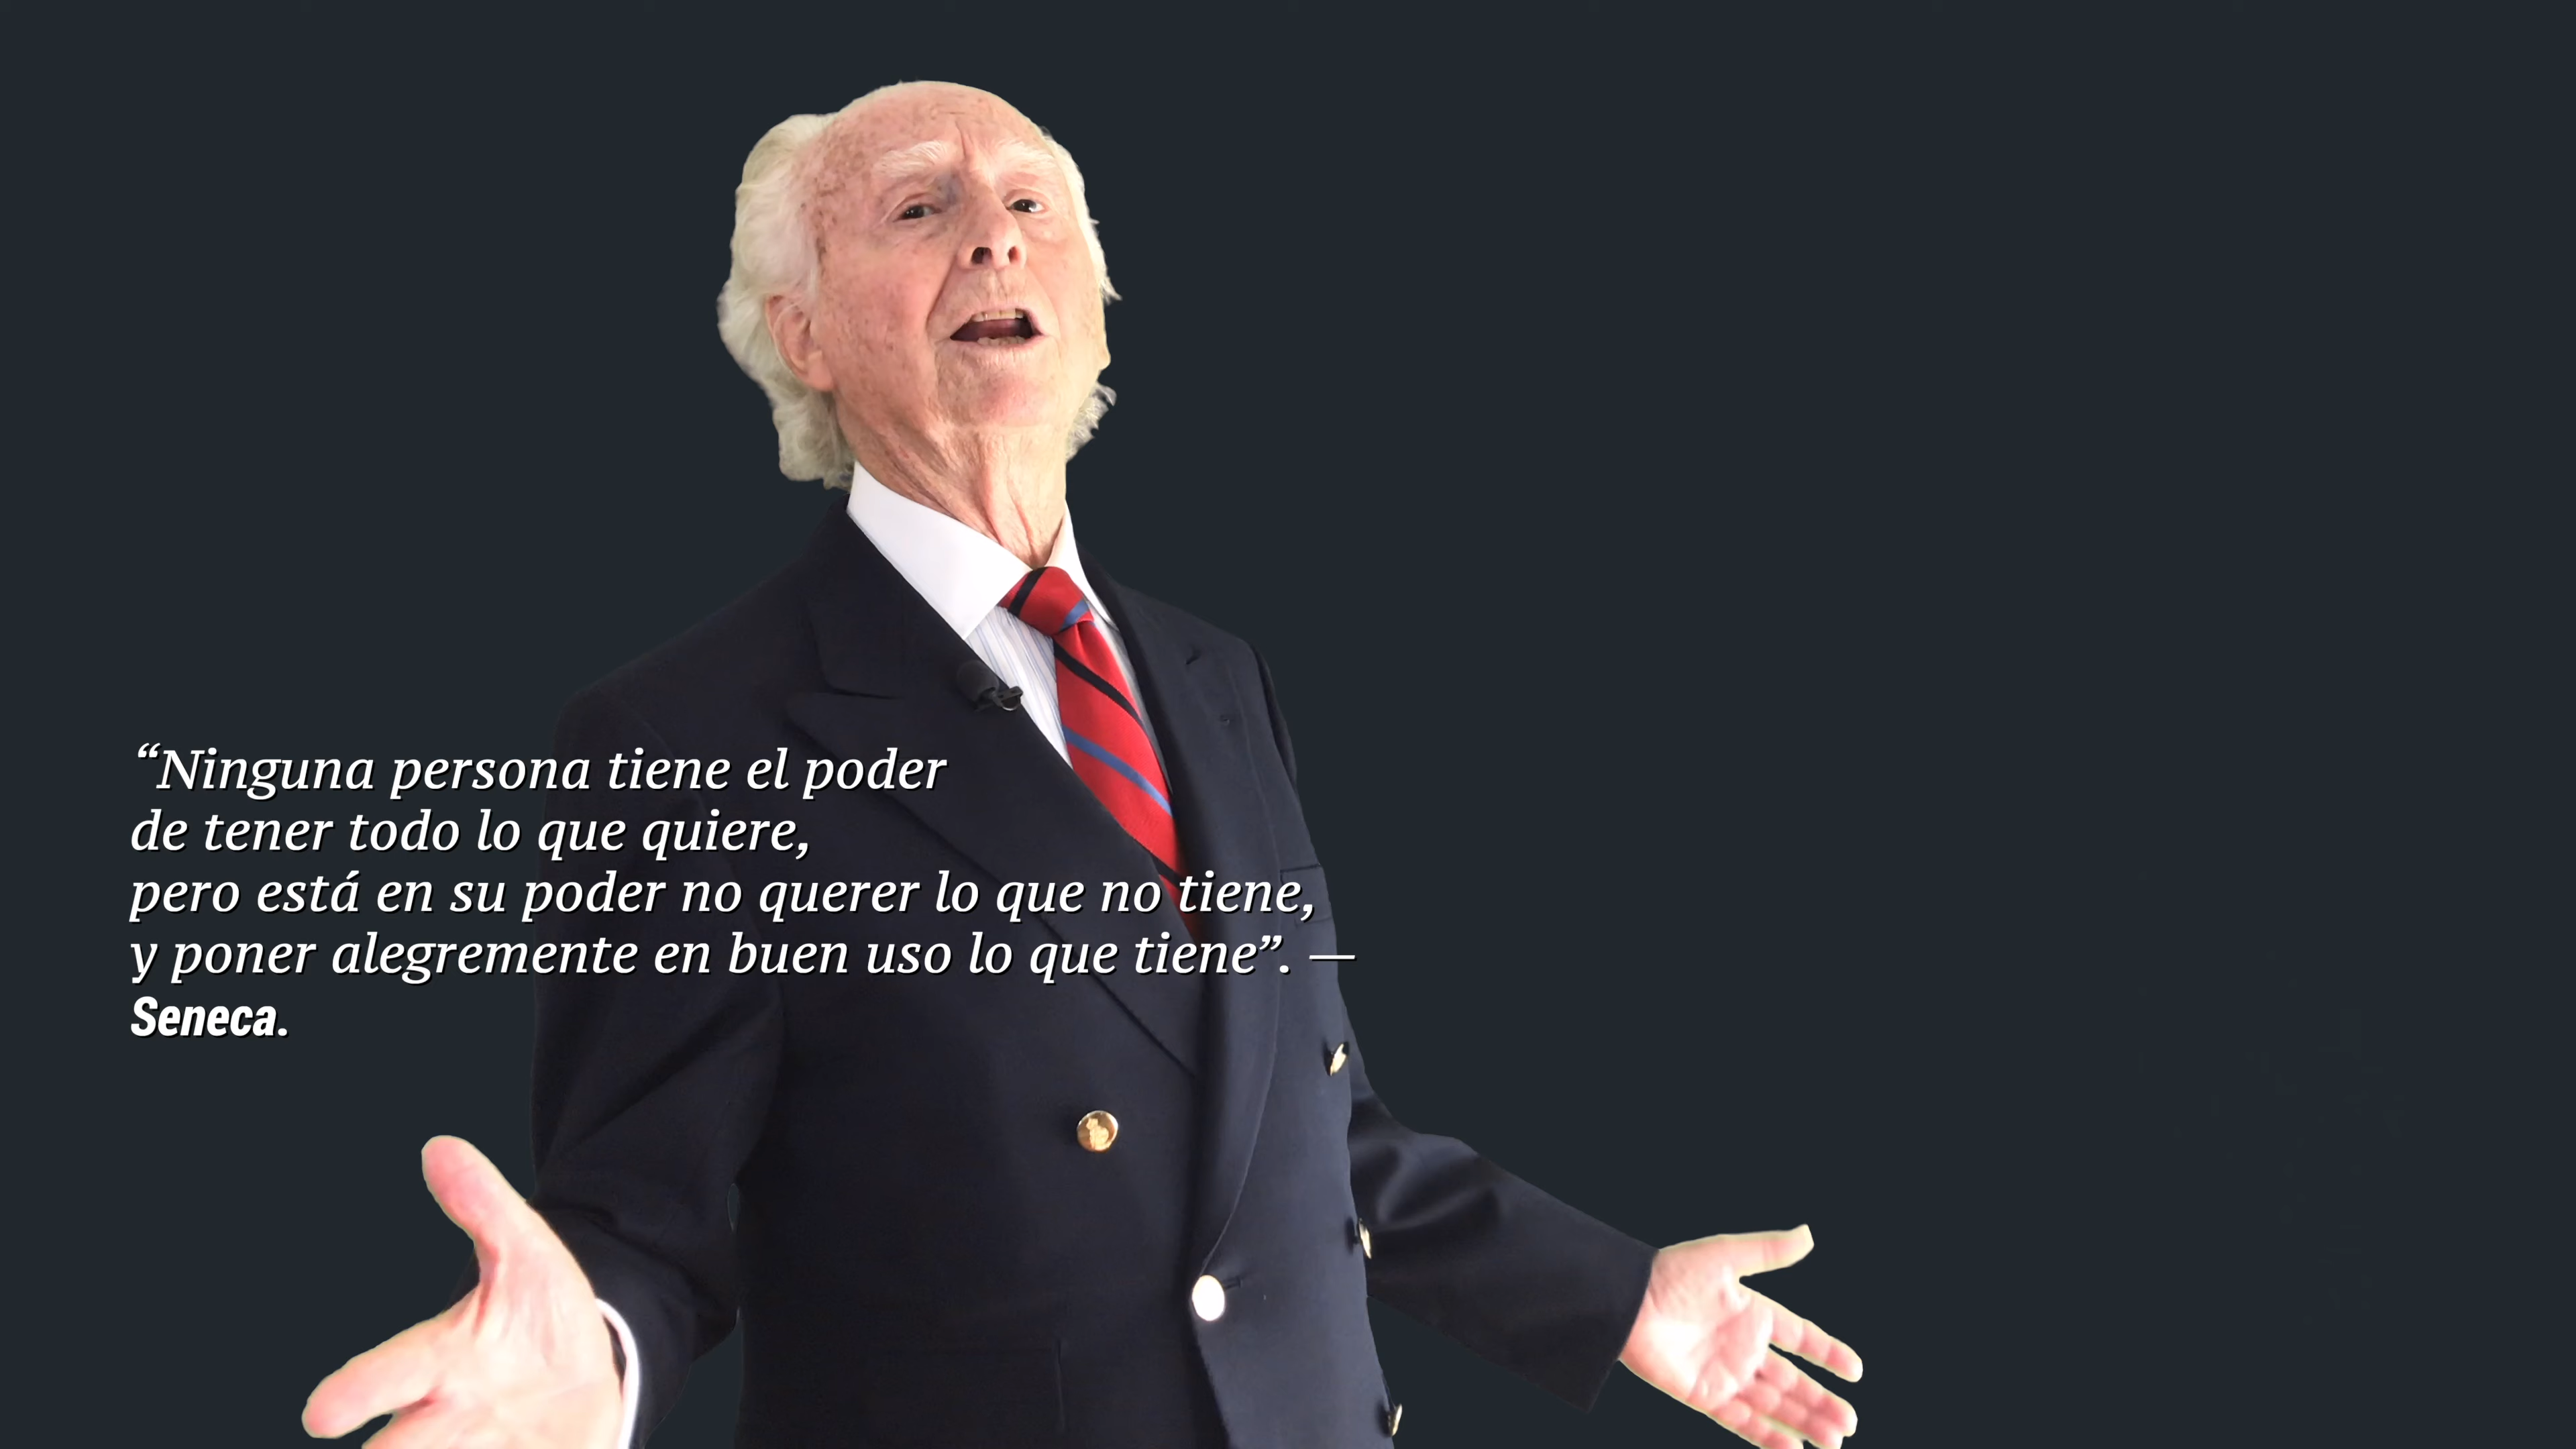 “Ninguna persona tiene el poder
de tener todo lo que quiere,
pero está en su poder no querer lo que no tiene,
y poner alegremente en buen uso lo que tiene”. —
Seneca.